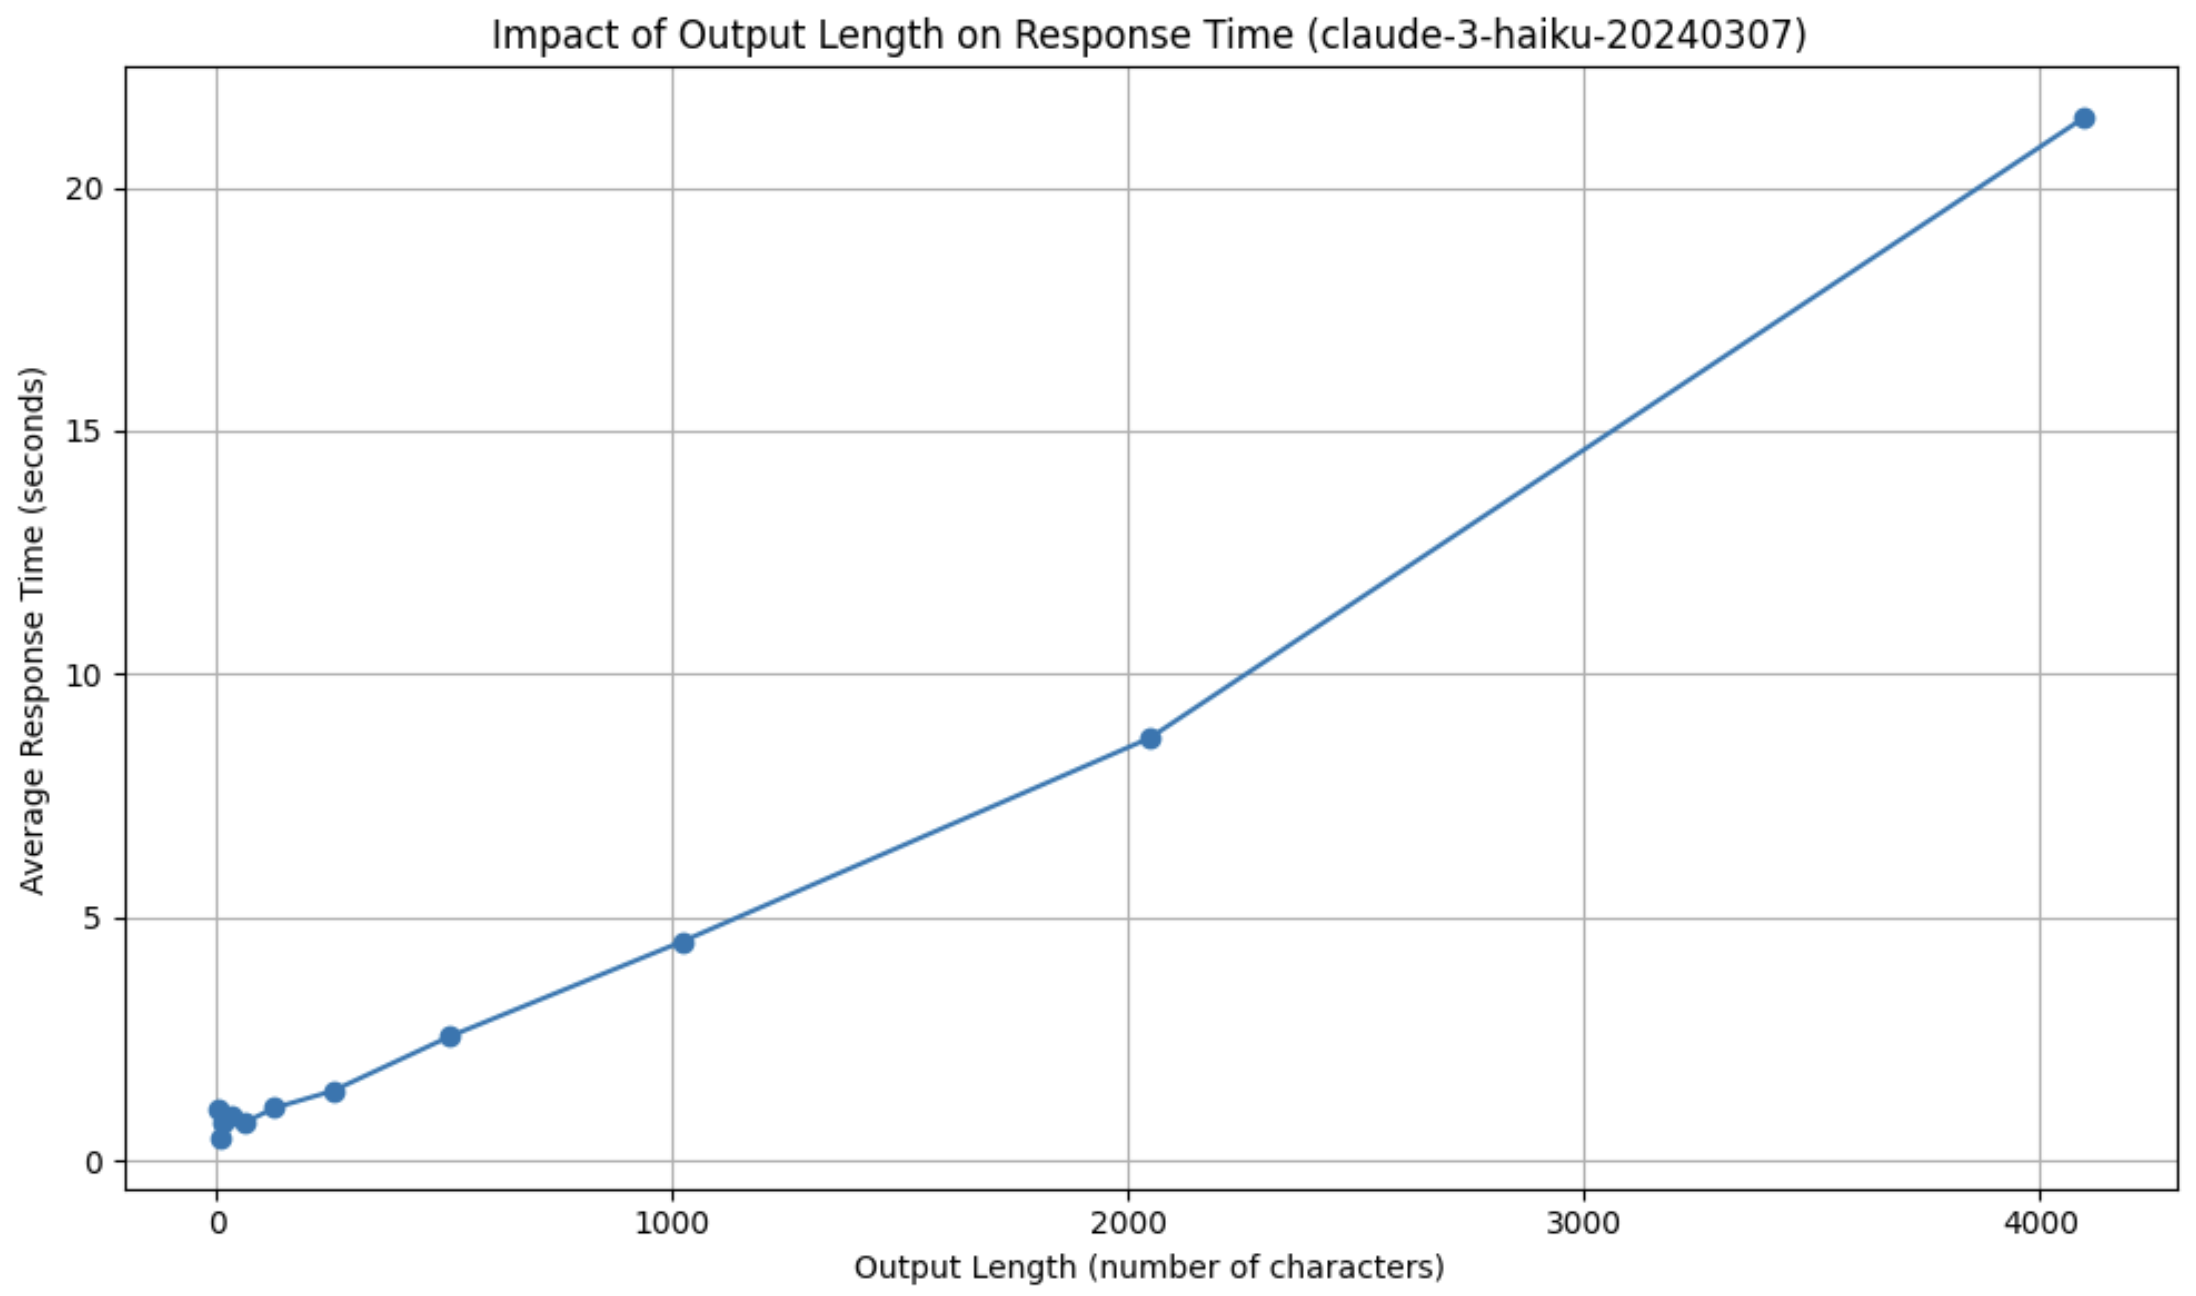 Impact of Output Length on Response Time (claude-3-haiku-20240307)
Average Response Time (seconds)
20
15
10
5
0
0 1000 2000 3000 4000
Output Length (number of characters)